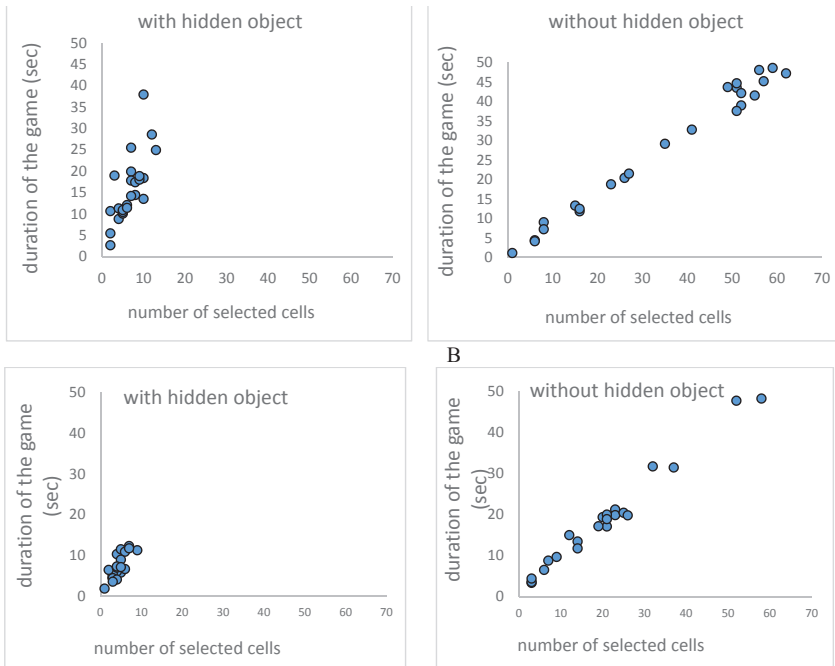 with hidden object
duration of the game (sec)
50
45
40
35
30
25
20
15
10
5
0
0 10 20 30 40 50 60 70
number of selected cells
without hidden object
duration of the game (sec)
50
45
40
35
30
25
20
15
10
5
0
0 10 20 30 40 50 60 70
number of selected cells
B
with hidden object
duration of the game
(sec)
50
40
30
20
10
0
0 10 20 30 40 50 60 70
number of selected cells
without hidden object
duration of the game
(sec)
50
40
30
20
10
0
0 10 20 30 40 50 60 70
number of selected cells